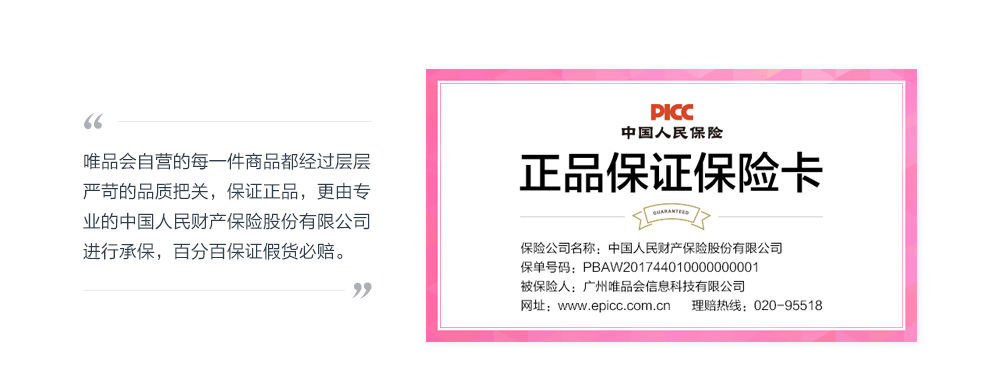 唯品会自营的每一件商品都经过层层
严苛的品质把关，保证正品，更由专
业的中国人民财产保险股份有限公司
进行承保，百分百保证假货必赔。
PICC
中国人民保险
正品保证保险卡
GUARANTEED
保险公司名称：中国人民财产保险股份有限公司
保单号码：PBAW201744010000000001
被保险人：广州唯品会信息科技有限公司
网址：www.epicc.com.cn 理赔热线：020-95518